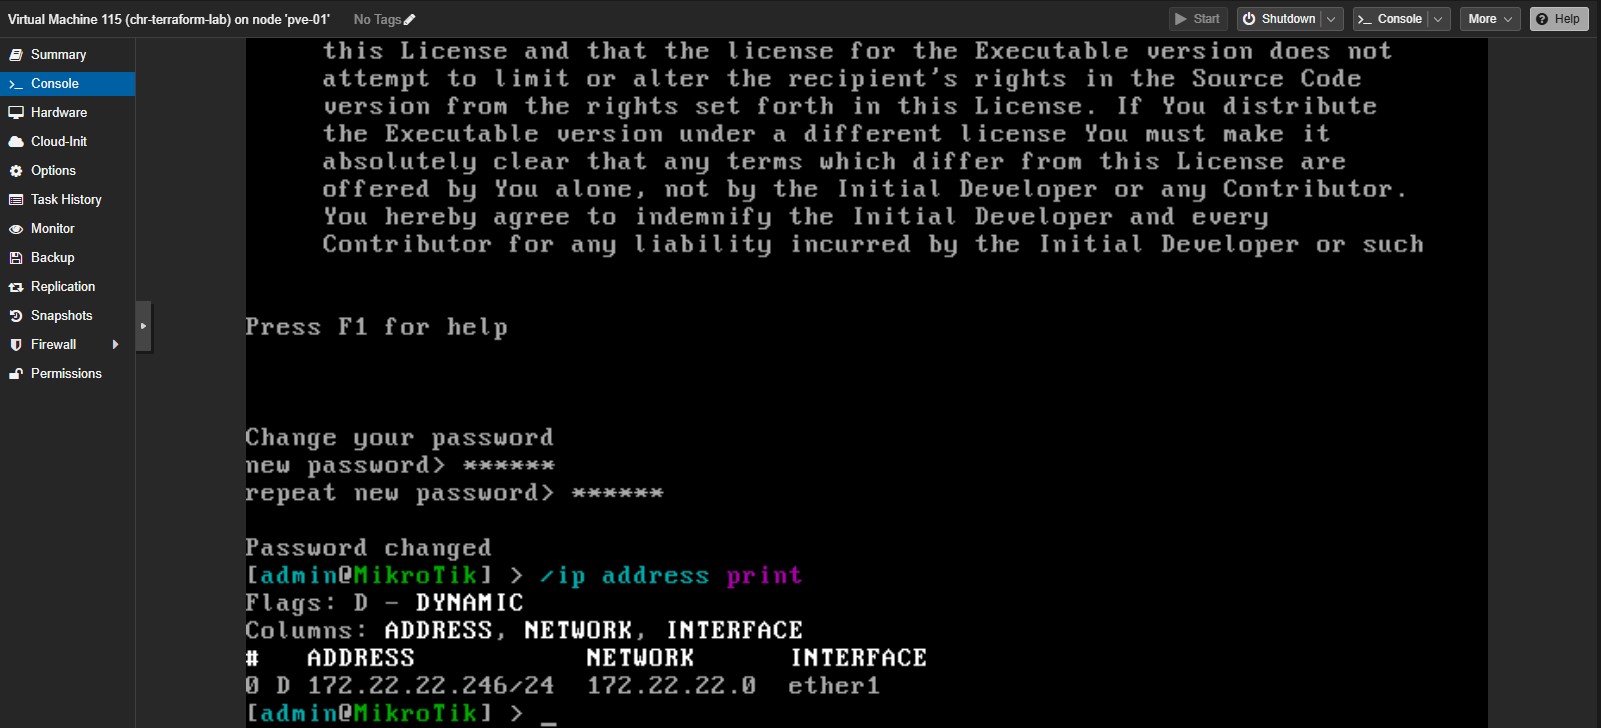 Virtual Machine 115 (chr-terraform-lab) on node 'pve-01'
No Tags
Start
Shutdown
Console
More
Help
Summary
Console
Hardware
Cloud-Init
Options
Task History
Monitor
Backup
Replication
Snapshots
Firewall
Permissions
this License and that the license for the Executable version does not
attempt to limit or alter the recipient's rights in the Source Code
version from the rights set forth in this License. If You distribute
the Executable version under a different license You must make it
absolutely clear that any terms which differ from this License are
offered by You alone, not by the Initial Developer or any Contributor.
You hereby agree to indemnify the Initial Developer and every
Contributor for any liability incurred by the Initial Developer or such
Press F1 for help
Change your password
new password> ******
repeat new password> ******
Password changed
[admin@MikroTik] > /ip address print
Flags: D - DYNAMIC
Columns: ADDRESS, NETWORK, INTERFACE
# ADDRESS NETWORK INTERFACE
0 D 172.22.22.246/24 172.22.22.0 ether1
[admin@MikroTik] > _